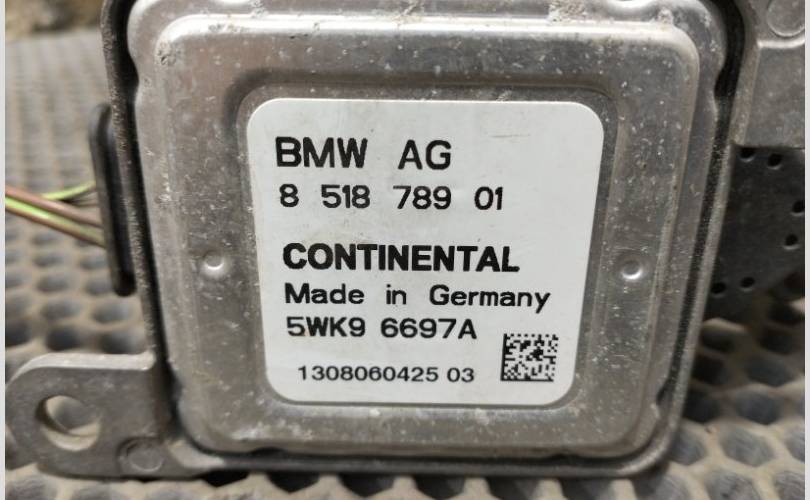 BMW AG
8 518 789 01
CONTINENTAL
Made in Germany
5WK9 6697A
1308060425 03